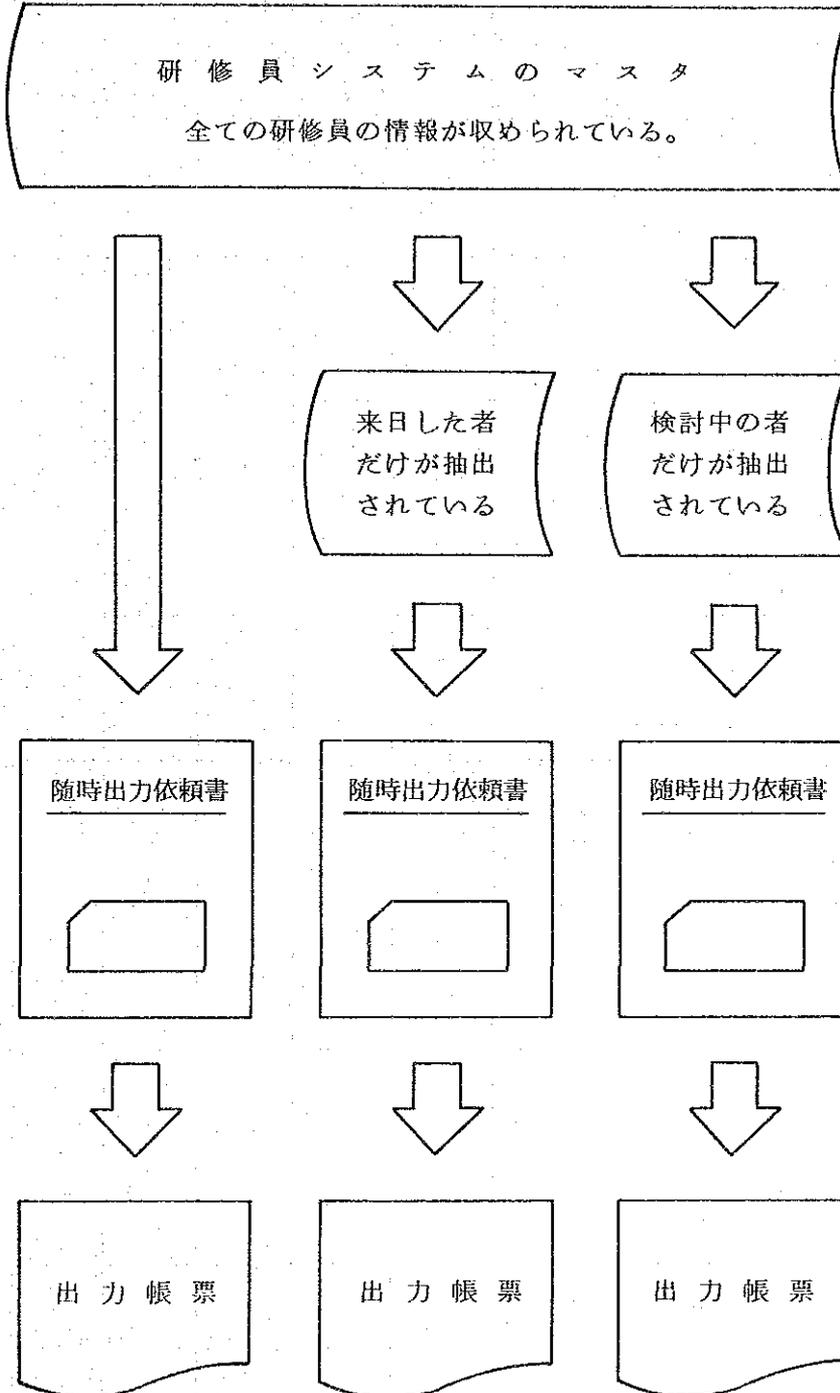 研修員システムのマスタ
全ての研修員の情報が収められている。
来日した者
だけが抽出
されている
検討中の者
だけが抽出
されている
随時出力依頼書
随時出力依頼書
随時出力依頼書
出力帳票
出力帳票
出力帳票